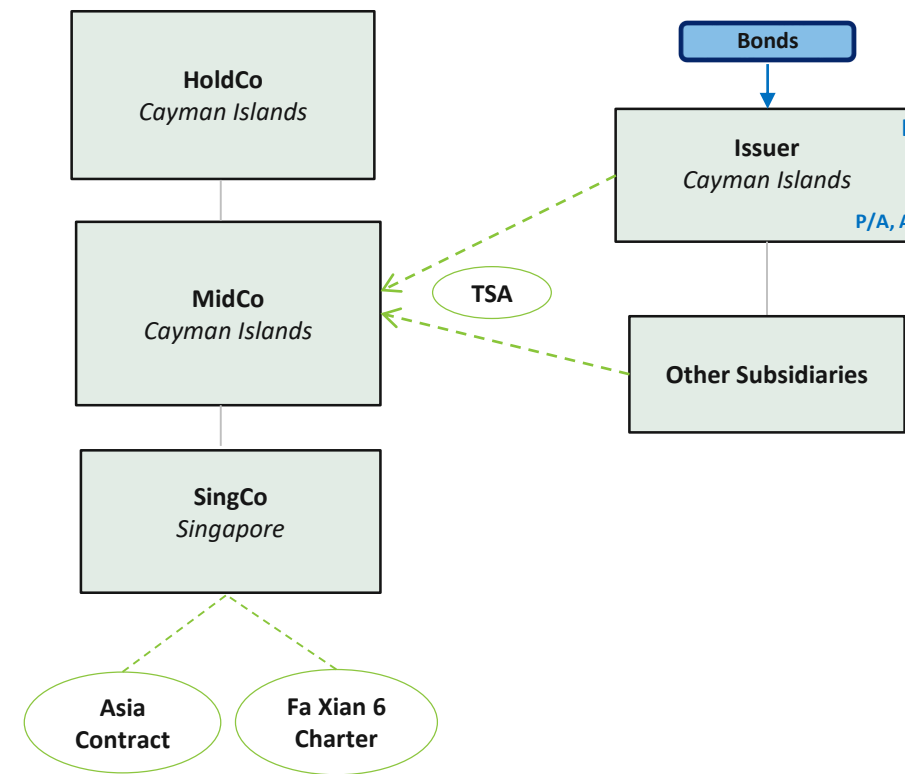 HoldCo
Cayman Islands
Bonds
Issuer
Cayman Islands
P/A,
MidCo
Cayman Islands
TSA
Other Subsidiaries
SingCo
Singapore
Asia
Contract
Fa Xian 6
Charter